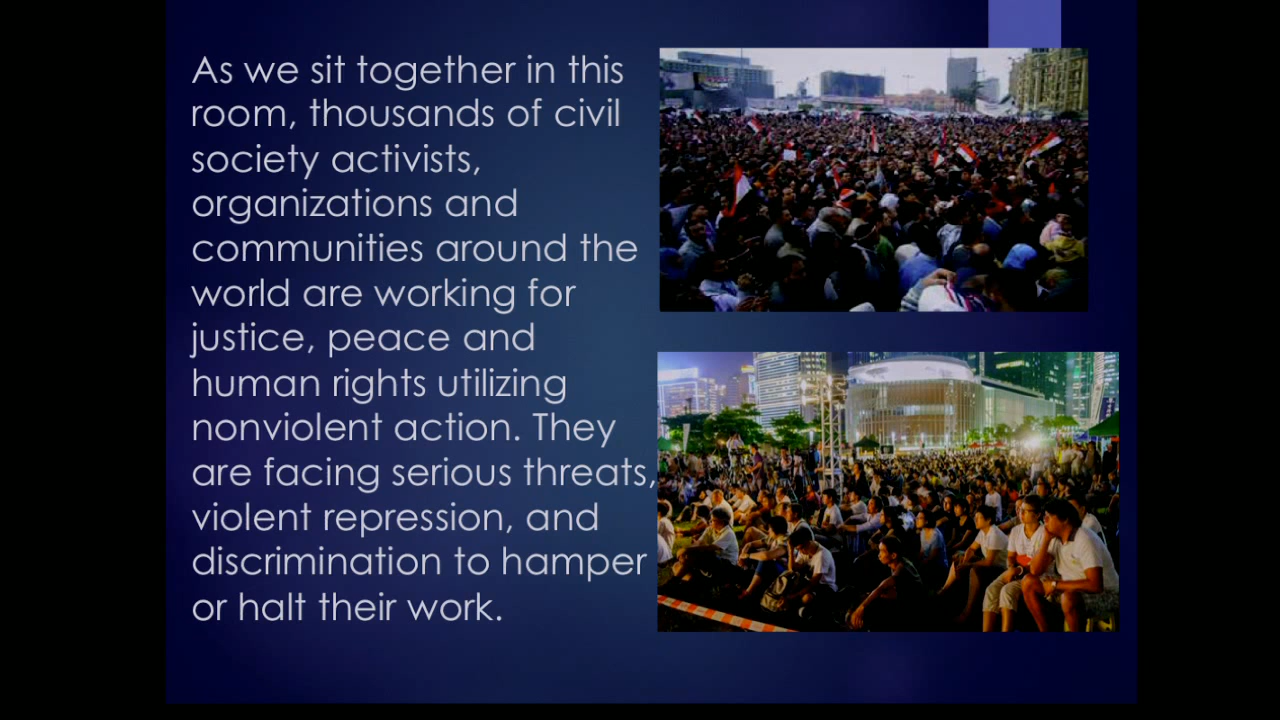 As we sit together in this
room, thousands of civil
society activists,
organizations and
communities around the
world are working for
justice, peace and
human rights utilizing
nonviolent action. They
are facing serious threats,
violent repression, and
discrimination to hamper
or halt their work.